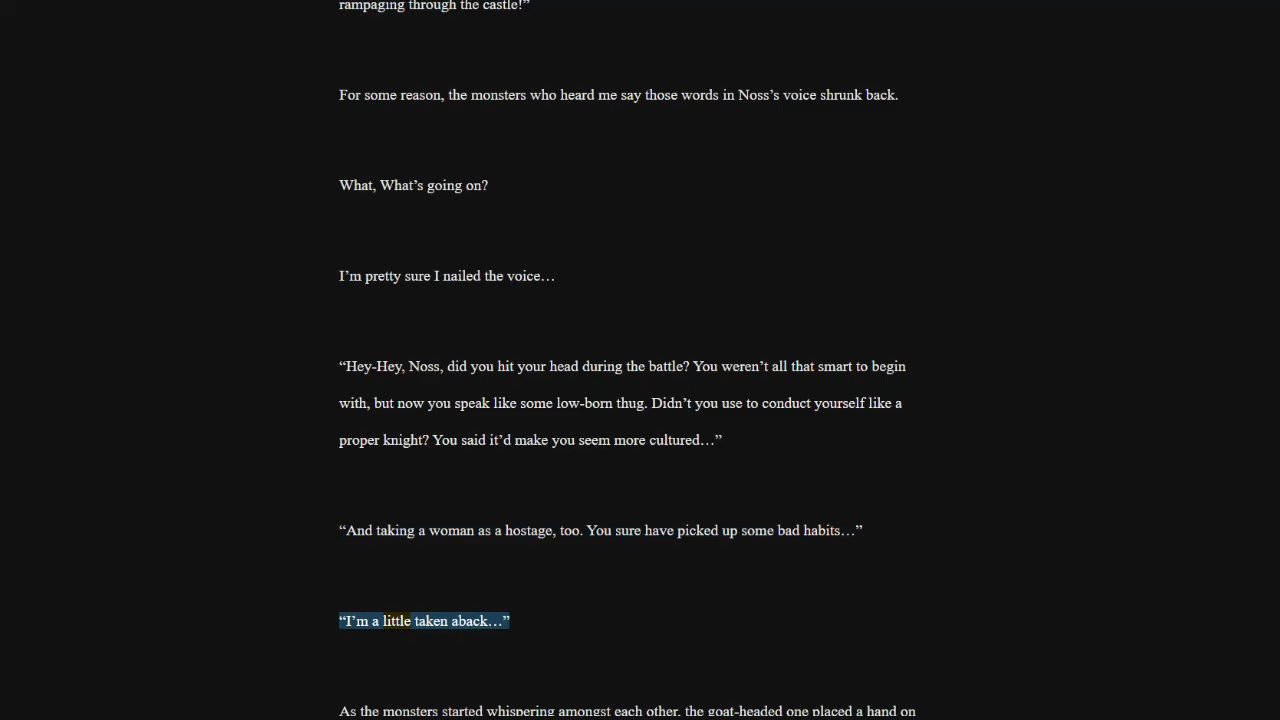 rampaging through the castle!”
For some reason, the monsters who heard me say those words in Noss’s voice shrunk back.
What, What’s going on?
I’m pretty sure I nailed the voice…
“Hey-Hey, Noss, did you hit your head during the battle? You weren’t all that smart to begin
with, but now you speak like some low-born thug. Didn’t you use to conduct yourself like a
proper knight? You said it’d make you seem more cultured…”
“And taking a woman as a hostage, too. You sure have picked up some bad habits…”
“I’m a little taken aback…”
As the monsters started whispering amongst each other, the goat-headed one placed a hand on